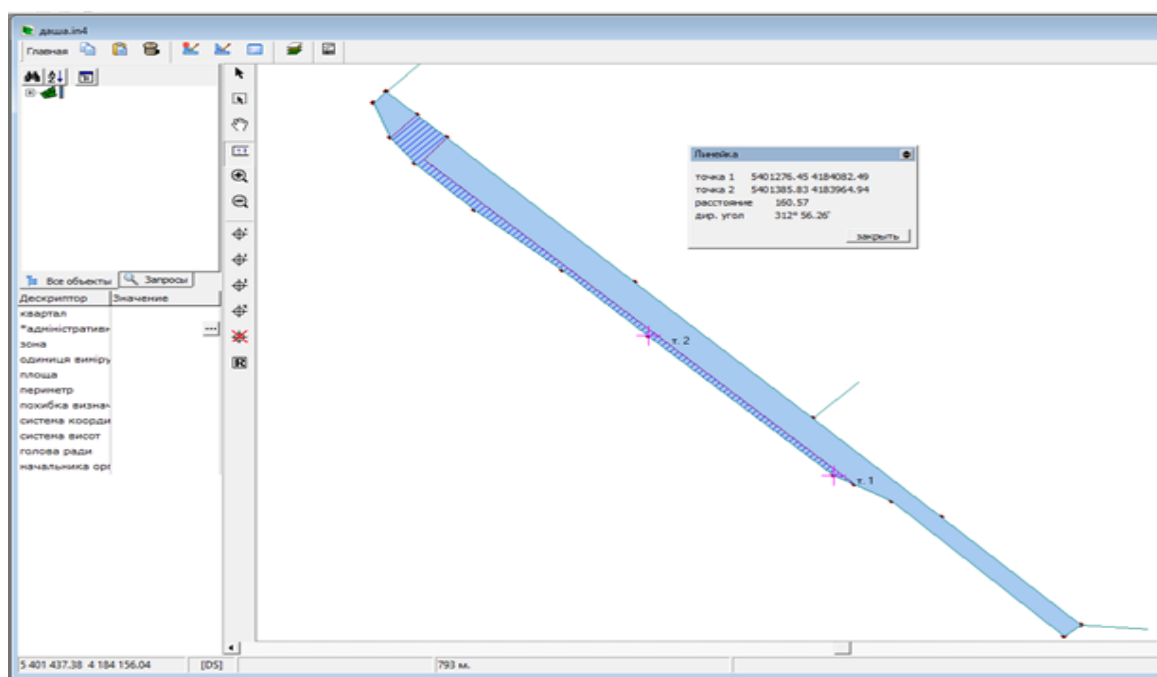 даша.in4
Главная
Линейка
точка 1 5401276.45 4184082.49
точка 2 5401385.83 4183964.94
расстояние 160.57
дир. угол 312° 56.26'
закрыть
т. 2
т. 1
Все объекты
Запросы
Дескриптор Значение
квартал
*адміністративн
...
зона
одиниця виміру
площа
периметр
похибка визнач
система коорди
система висот
голова ради
начальника орг
5 401 437.38 4 184 156.04 [DS] 793 м.